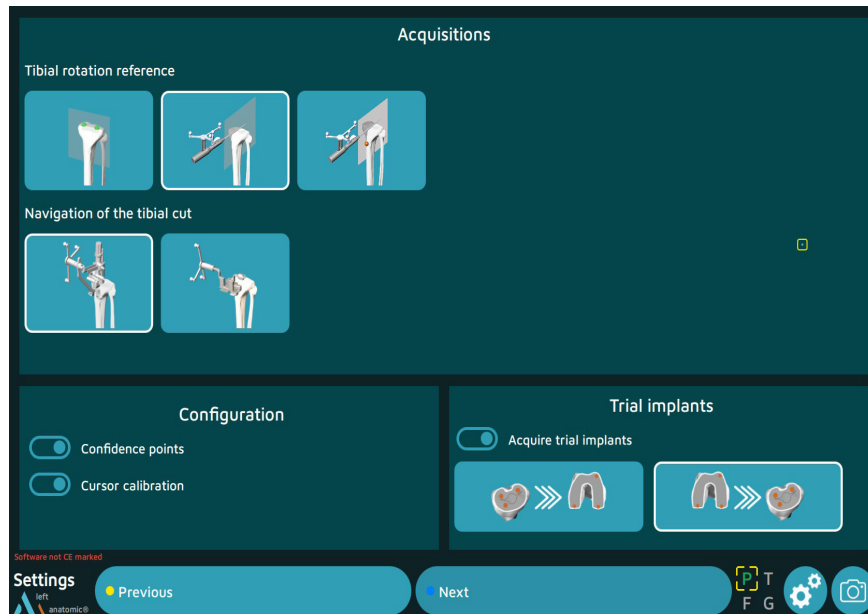 Acquisitions
Tibial rotation reference
Navigation of the tibial cut
Configuration
Confidence points
Cursor calibration
Trial implants
Acquire trial implants
Software not CE marked
Settings
left
anatomic®
Previous
Next
P T
F G